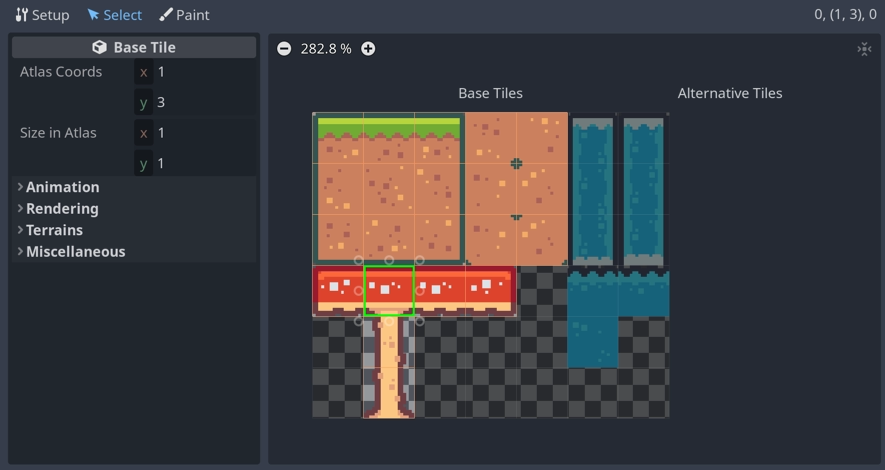 Setup Select Paint 0, (1, 3), 0
Base Tile
Atlas Coords x 1
y 3
Size in Atlas x 1
y 1
Animation
Rendering
Terrains
Miscellaneous
282.8 %
Base Tiles Alternative Tiles